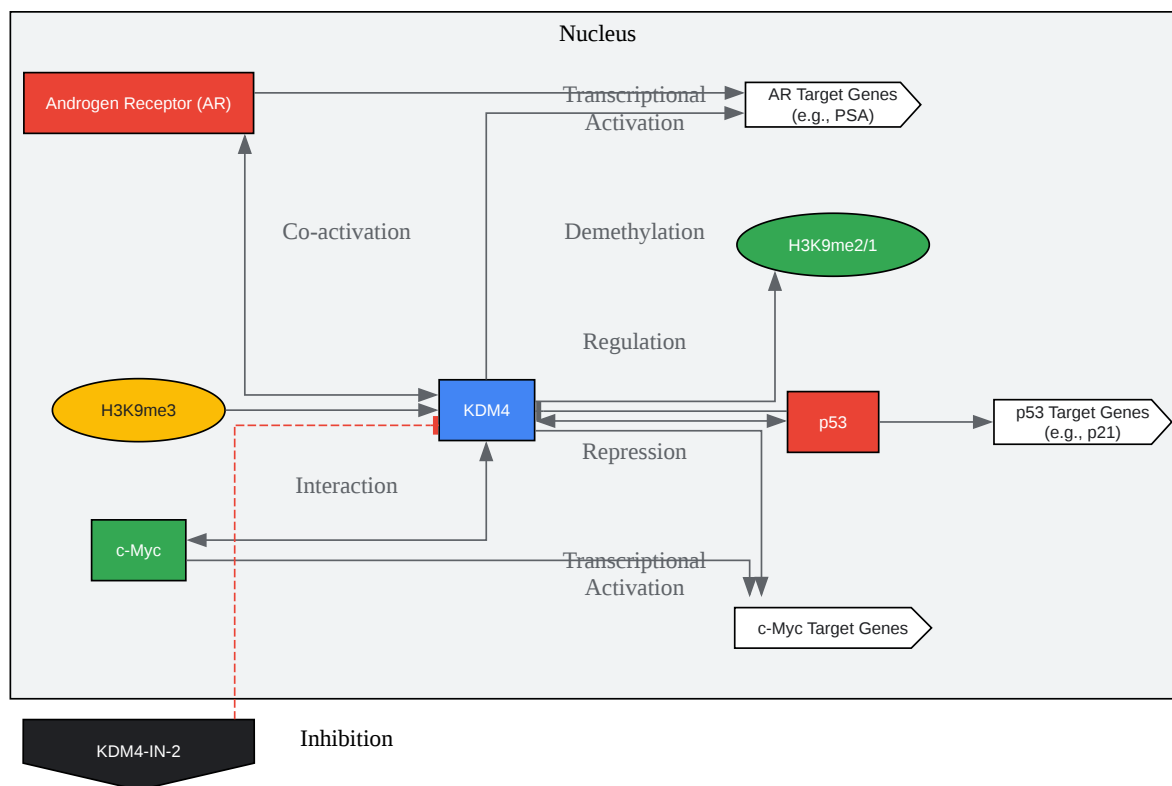 Nucleus
Androgen Receptor (AR)
Transcriptional
Activation
AR Target Genes
(e.g., PSA)
Co-activation
Demethylation
H3K9me2/1
Regulation
H3K9me3
KDM4
p53
p53 Target Genes
(e.g., p21)
Repression
Interaction
c-Myc
Transcriptional
Activation
c-Myc Target Genes
KDM4-IN-2
Inhibition